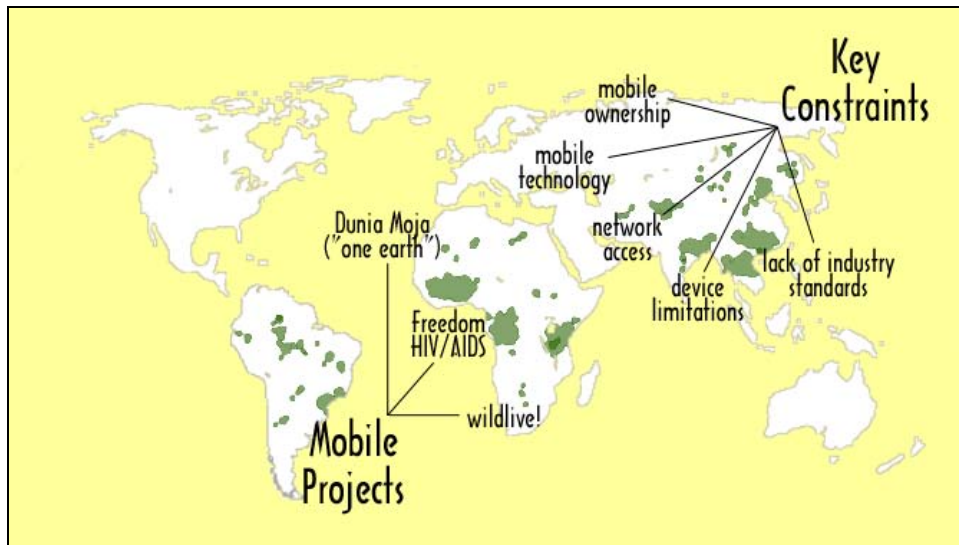 Key
Constraints
mobile
ownership
mobile
technology
network
access
device
limitations
lack of industry
standards
Dunia Moja
("one earth")
Freedom
HIV/AIDS
wildlive!
Mobile
Projects